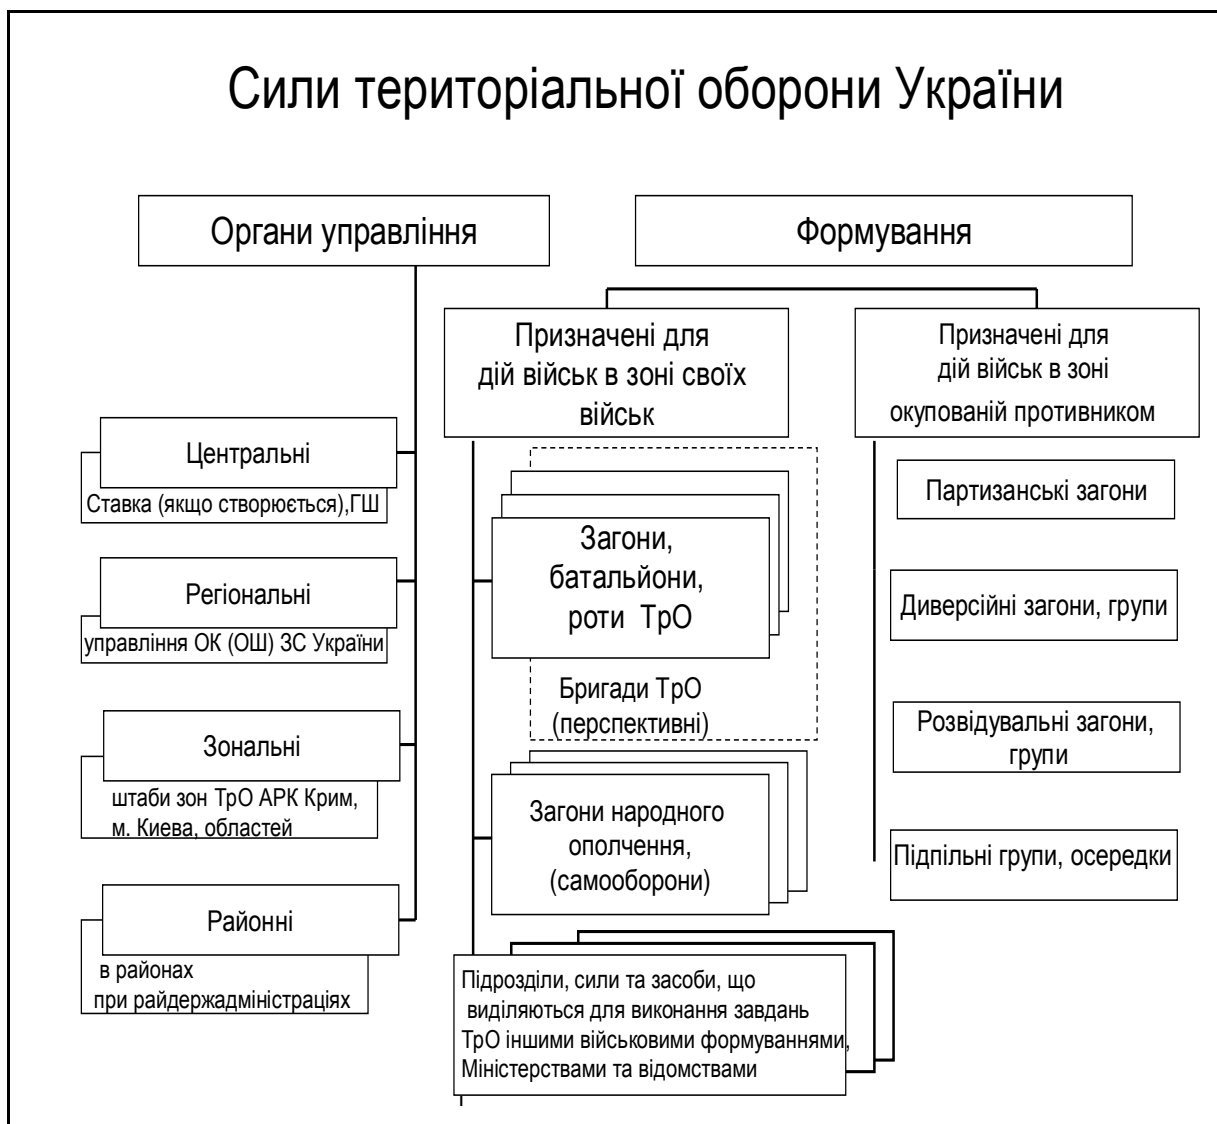 Сили територіальної оборони України
Органи управління
Формування
Центральні
Ставка (якщо створюється),ГШ
Регіональні
управління ОК (ОШ) ЗС України
Зональні
штаби зон ТрО АРК Крим,
м. Киева, областей
Районні
в районах
при райдержадміністраціях
Призначені для
дій військ в зоні своїх
військ
Загони,
батальйони,
роти ТрО
Бригади ТрО
(перспективні)
Загони народного
ополчення,
(самооборони)
Підрозділи, сили та засоби, що
виділяються для виконання завдань
ТрО іншими військовими формуваннями,
Міністерствами та відомствами
Призначені для
дій військ в зоні
окупованій противником
Партизанські загони
Диверсійні загони, групи
Розвідувальні загони,
групи
Підпільні групи, осередки